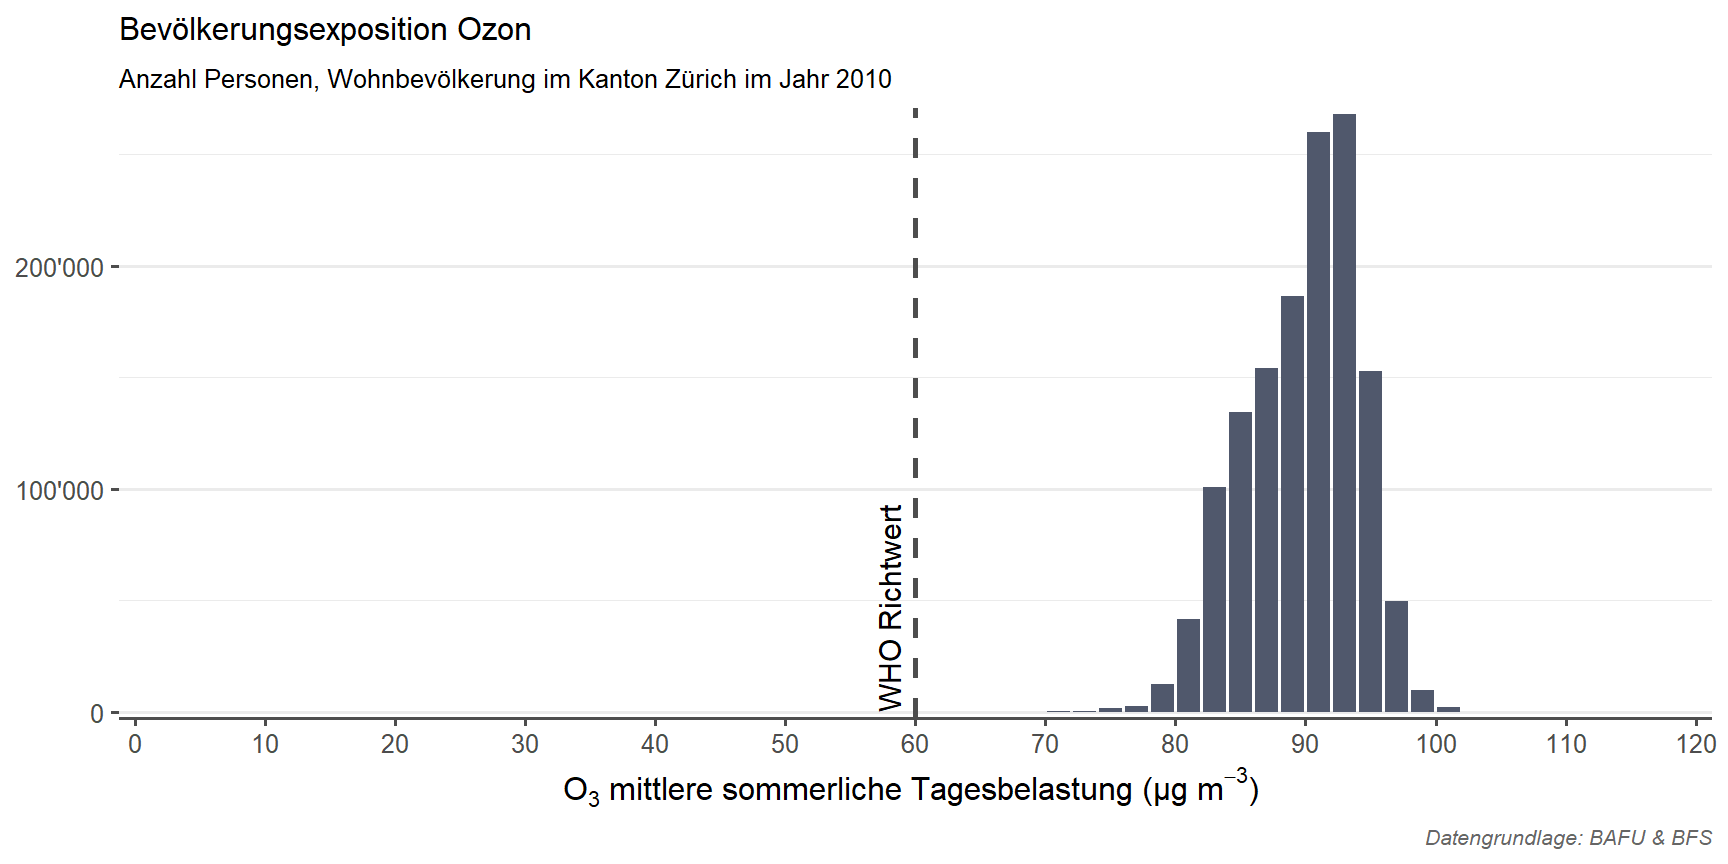 Bevölkerungsexposition Ozon
Anzahl Personen, Wohnbevölkerung im Kanton Zürich im Jahr 2010
200'000
100'000
0
WHO Richtwert
0 10 20 30 40 50 60 70 80 90 100 110 120
O₃ mittlere sommerliche Tagesbelastung (µg m⁻³)
Datengrundlage: BAFU & BFS